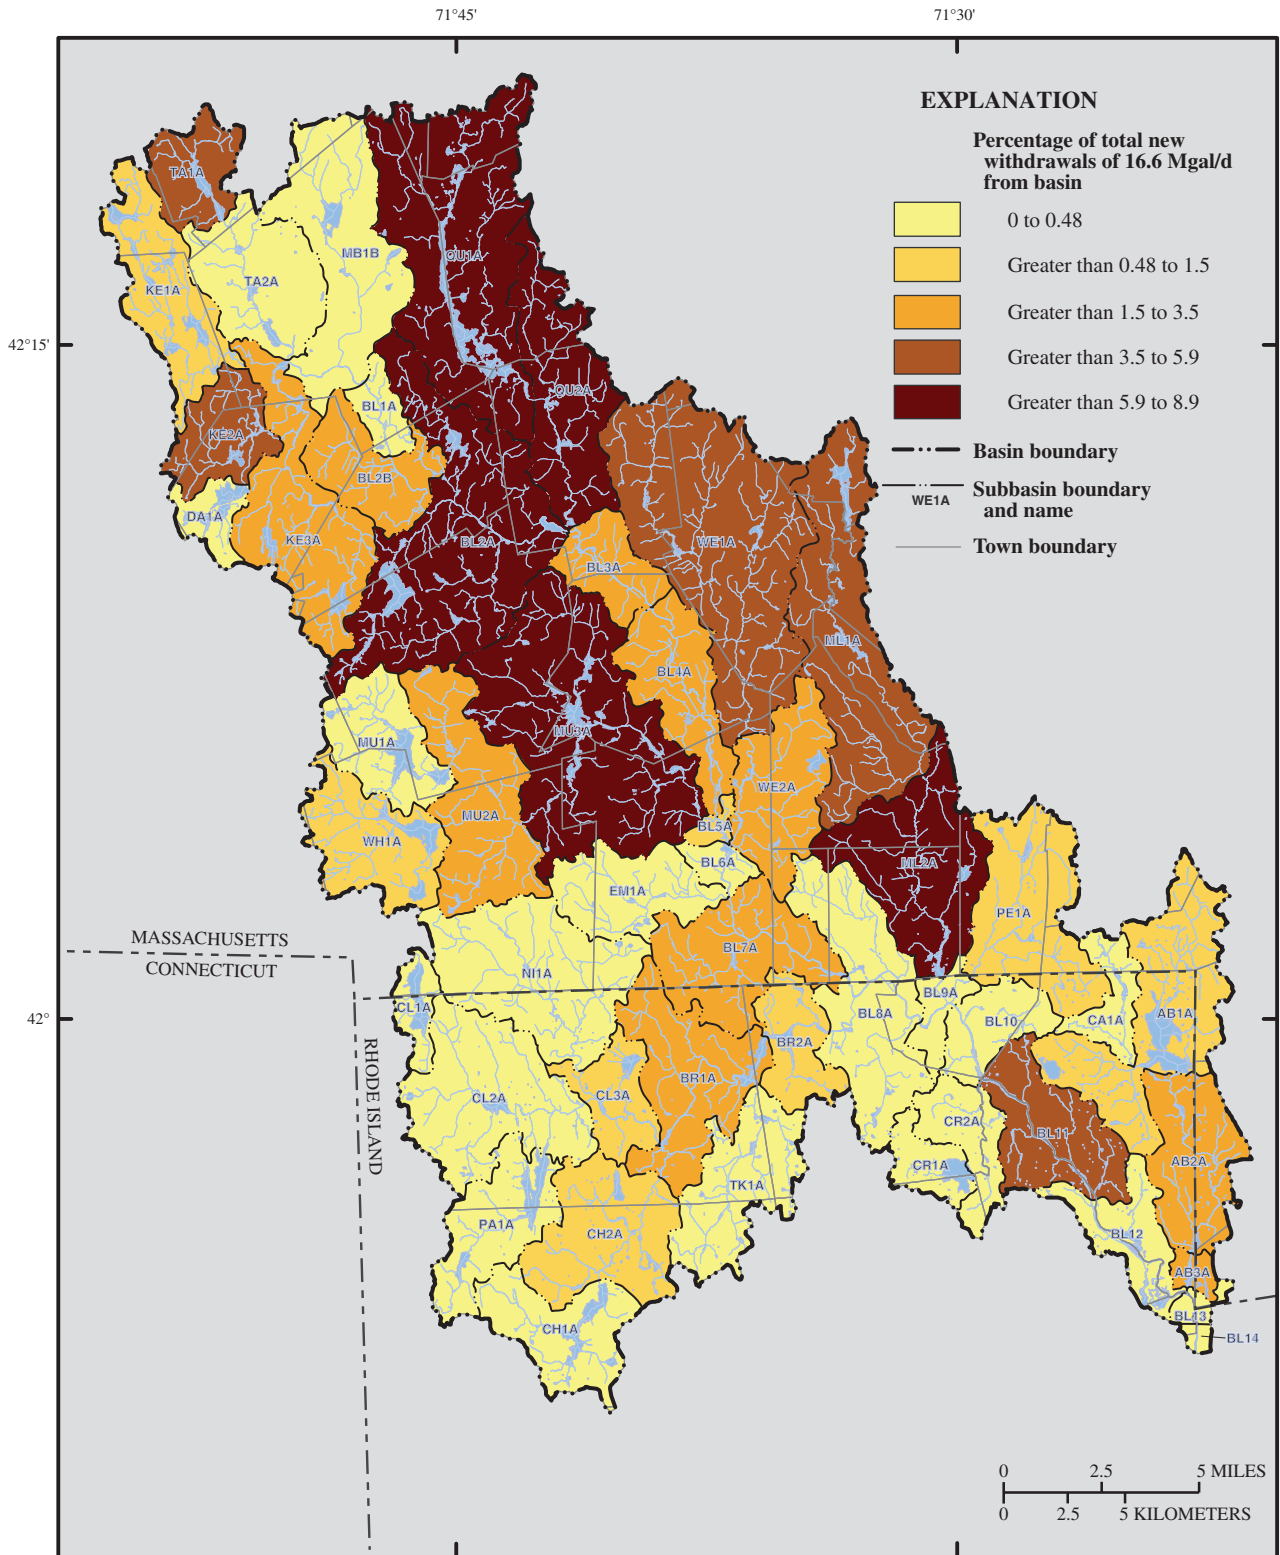 71°45'
71°30'
EXPLANATION
Percentage of total new
withdrawals of 16.6 Mgal/d
from basin
0 to 0.48
Greater than 0.48 to 1.5
Greater than 1.5 to 3.5
Greater than 3.5 to 5.9
Greater than 5.9 to 8.9
Basin boundary
WE1A
Subbasin boundary
and name
Town boundary
42°15'
42°
TA1A
KE1A
TA2A
MB1B
QU1A
QU2A
BL1A
KE2A
BL2B
DA1A
KE3A
BL2A
BL3A
WE1A
ML1A
BL4A
MU1A
MU3A
WE2A
MU2A
WH1A
BL5A
BL6A
ML2A
EM1A
PE1A
BL7A
NI1A
CL1A
BL9A
BL8A
BL10
CA1A
AB1A
BR2A
BR1A
CL2A
CL3A
CR2A
BL11
CR1A
AB2A
TK1A
PA1A
CH2A
BL12
AB3A
BL13
BL14
CH1A
MASSACHUSETTS
CONNECTICUT
RHODE ISLAND
0 2.5 5 MILES
0 2.5 5 KILOMETERS